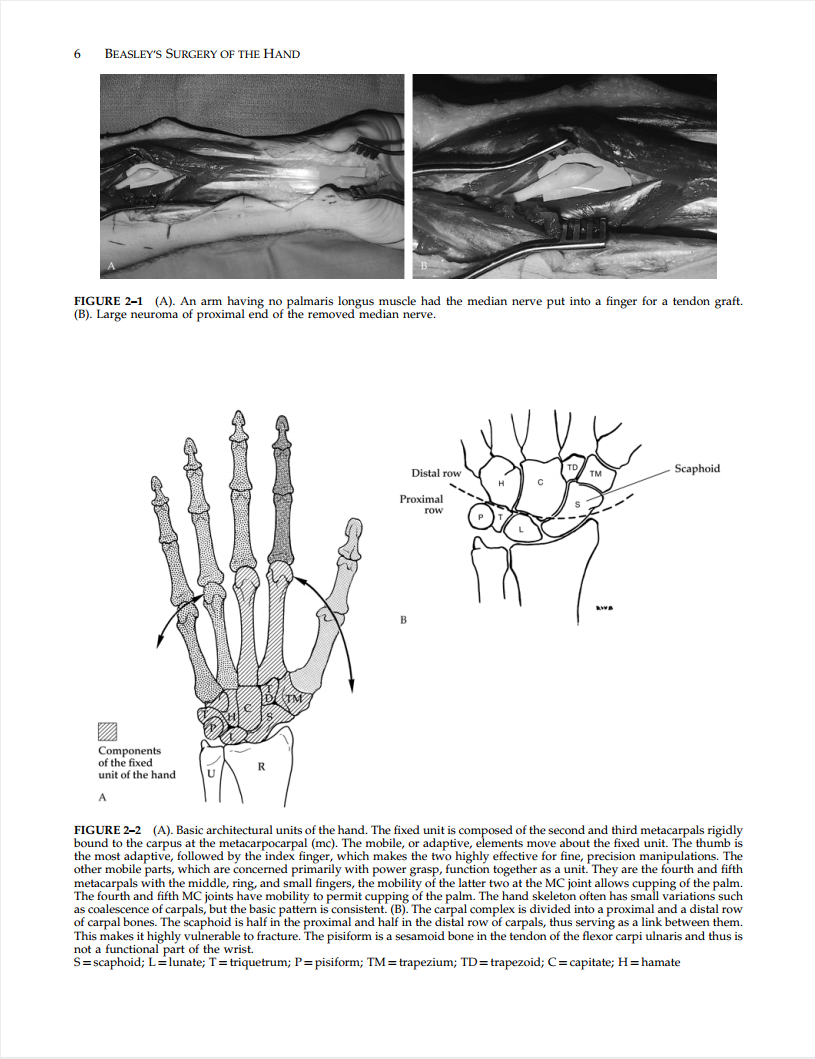 6 BEASLEY'S SURGERY OF THE HAND
A
B
FIGURE 2–1 (A). An arm having no palmaris longus muscle had the median nerve put into a finger for a tendon graft.
(B). Large neuroma of proximal end of the removed median nerve.
T
D
TM
C
T
H
S
P
L
U
R
Components
of the fixed
unit of the hand
A
Distal row
Proximal
row
Scaphoid
TD
TM
H
C
S
P
T
L
RWB
B
FIGURE 2–2 (A). Basic architectural units of the hand. The fixed unit is composed of the second and third metacarpals rigidly
bound to the carpus at the metacarpocarpal (mc). The mobile, or adaptive, elements move about the fixed unit. The thumb is
the most adaptive, followed by the index finger, which makes the two highly effective for fine, precision manipulations. The
other mobile parts, which are concerned primarily with power grasp, function together as a unit. They are the fourth and fifth
metacarpals with the middle, ring, and small fingers, the mobility of the latter two at the MC joint allows cupping of the palm.
The fourth and fifth MC joints have mobility to permit cupping of the palm. The hand skeleton often has small variations such
as coalescence of carpals, but the basic pattern is consistent. (B). The carpal complex is divided into a proximal and a distal row
of carpal bones. The scaphoid is half in the proximal and half in the distal row of carpals, thus serving as a link between them.
This makes it highly vulnerable to fracture. The pisiform is a sesamoid bone in the tendon of the flexor carpi ulnaris and thus is
not a functional part of the wrist.
S = scaphoid; L = lunate; T = triquetrum; P = pisiform; TM = trapezium; TD = trapezoid; C = capitate; H = hamate